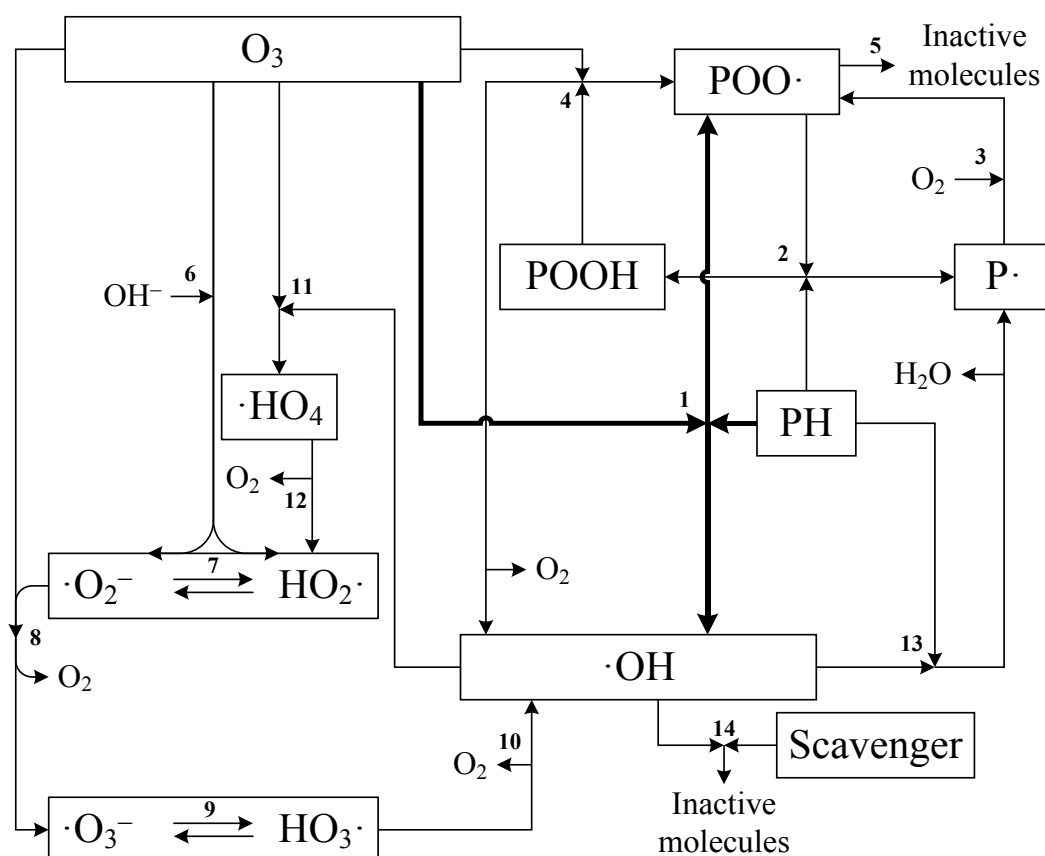 O₃
5
Inactive
molecules
POO·
4
3
O₂
2
6
OH⁻
11
POOH
P·
·HO₄
1
PH
H₂O
O₂
12
·O₂⁻
7
HO₂·
O₂
8
O₂
·OH
13
10
O₂
14
Scavenger
·O₃⁻
9
HO₃·
Inactive
molecules